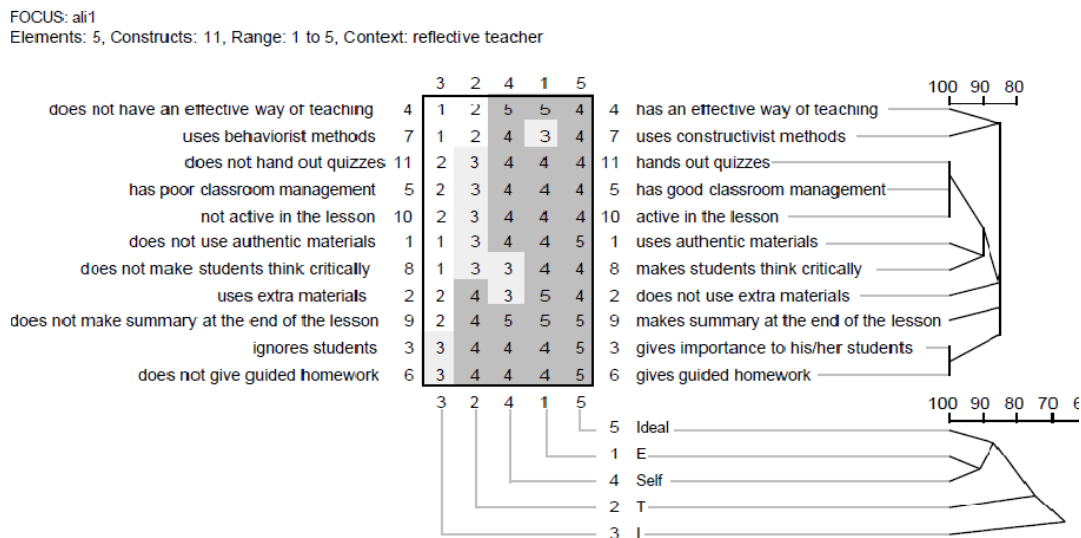 FOCUS: ali1
Elements: 5, Constructs: 11, Range: 1 to 5, Context: reflective teacher
3 2 4 1 5 100 90 80
does not have an effective way of teaching 4 1 2 5 5 4 4 has an effective way of teaching
uses behaviorist methods 7 1 2 4 3 4 7 uses constructivist methods
does not hand out quizzes 11 2 3 4 4 4 11 hands out quizzes
has poor classroom management 5 2 3 4 4 4 5 has good classroom management
not active in the lesson 10 2 3 4 4 4 10 active in the lesson
does not use authentic materials 1 1 3 4 4 5 1 uses authentic materials
does not make students think critically 8 1 3 3 4 4 8 makes students think critically
uses extra materials 2 2 4 3 5 4 2 does not use extra materials
does not make summary at the end of the lesson 9 2 4 5 5 5 9 makes summary at the end of the lesson
ignores students 3 3 4 4 4 5 3 gives importance to his/her students
does not give guided homework 6 3 4 4 4 5 6 gives guided homework
3 2 4 1 5 100 90 80 70 6
5 Ideal
1 E
4 Self
2 T
3 I